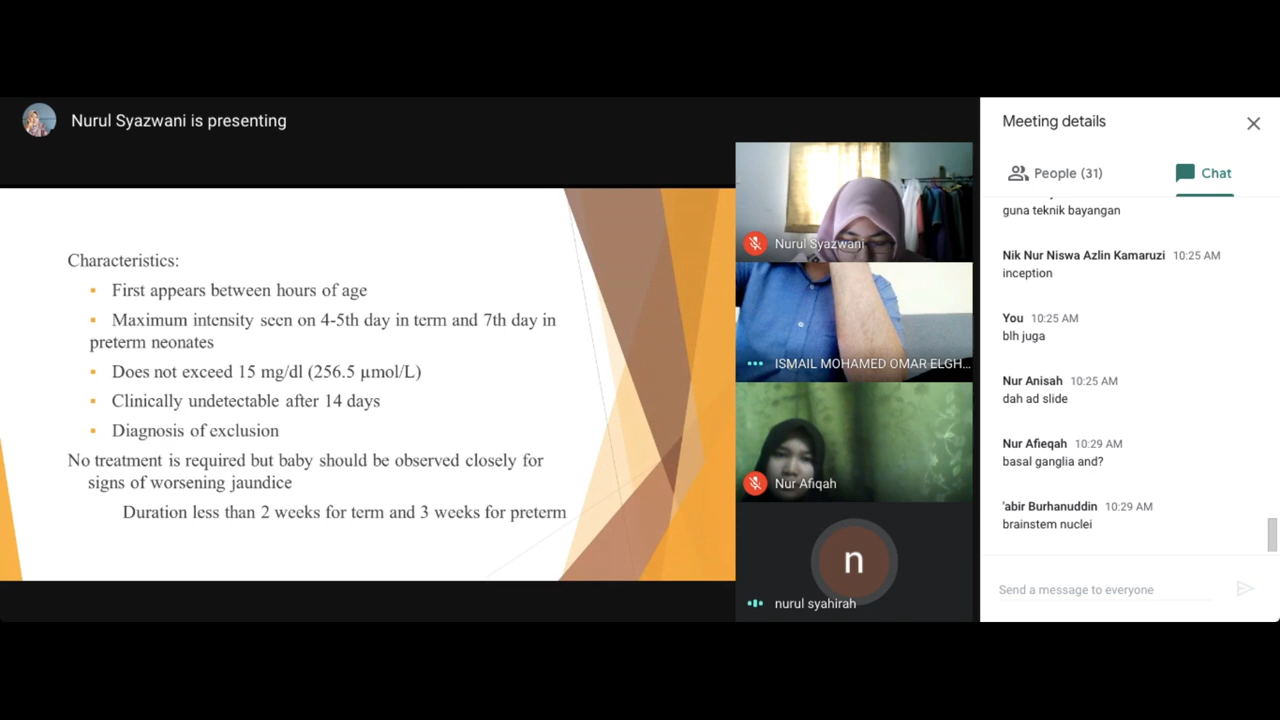 Nurul Syazwani is presenting
Characteristics:
▪ First appears between hours of age
▪ Maximum intensity seen on 4-5th day in term and 7th day in
preterm neonates
▪ Does not exceed 15 mg/dl (256.5 µmol/L)
▪ Clinically undetectable after 14 days
▪ Diagnosis of exclusion
No treatment is required but baby should be observed closely for
signs of worsening jaundice
Duration less than 2 weeks for term and 3 weeks for preterm
Nurul Syazwani
ISMAIL MOHAMED OMAR ELGH...
Nur Afiqah
n
nurul syahirah
Meeting details
People (31)
Chat
guna teknik bayangan
Nik Nur Niswa Azlin Kamaruzi 10:25 AM
inception
You 10:25 AM
blh juga
Nur Anisah 10:25 AM
dah ad slide
Nur Afieqah 10:29 AM
basal ganglia and?
'abir Burhanuddin 10:29 AM
brainstem nuclei
Send a message to everyone